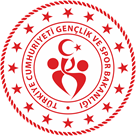 TÜRKİYE CUMHURİYETİ GENÇLİK VE SPOR BAKANLIĞI